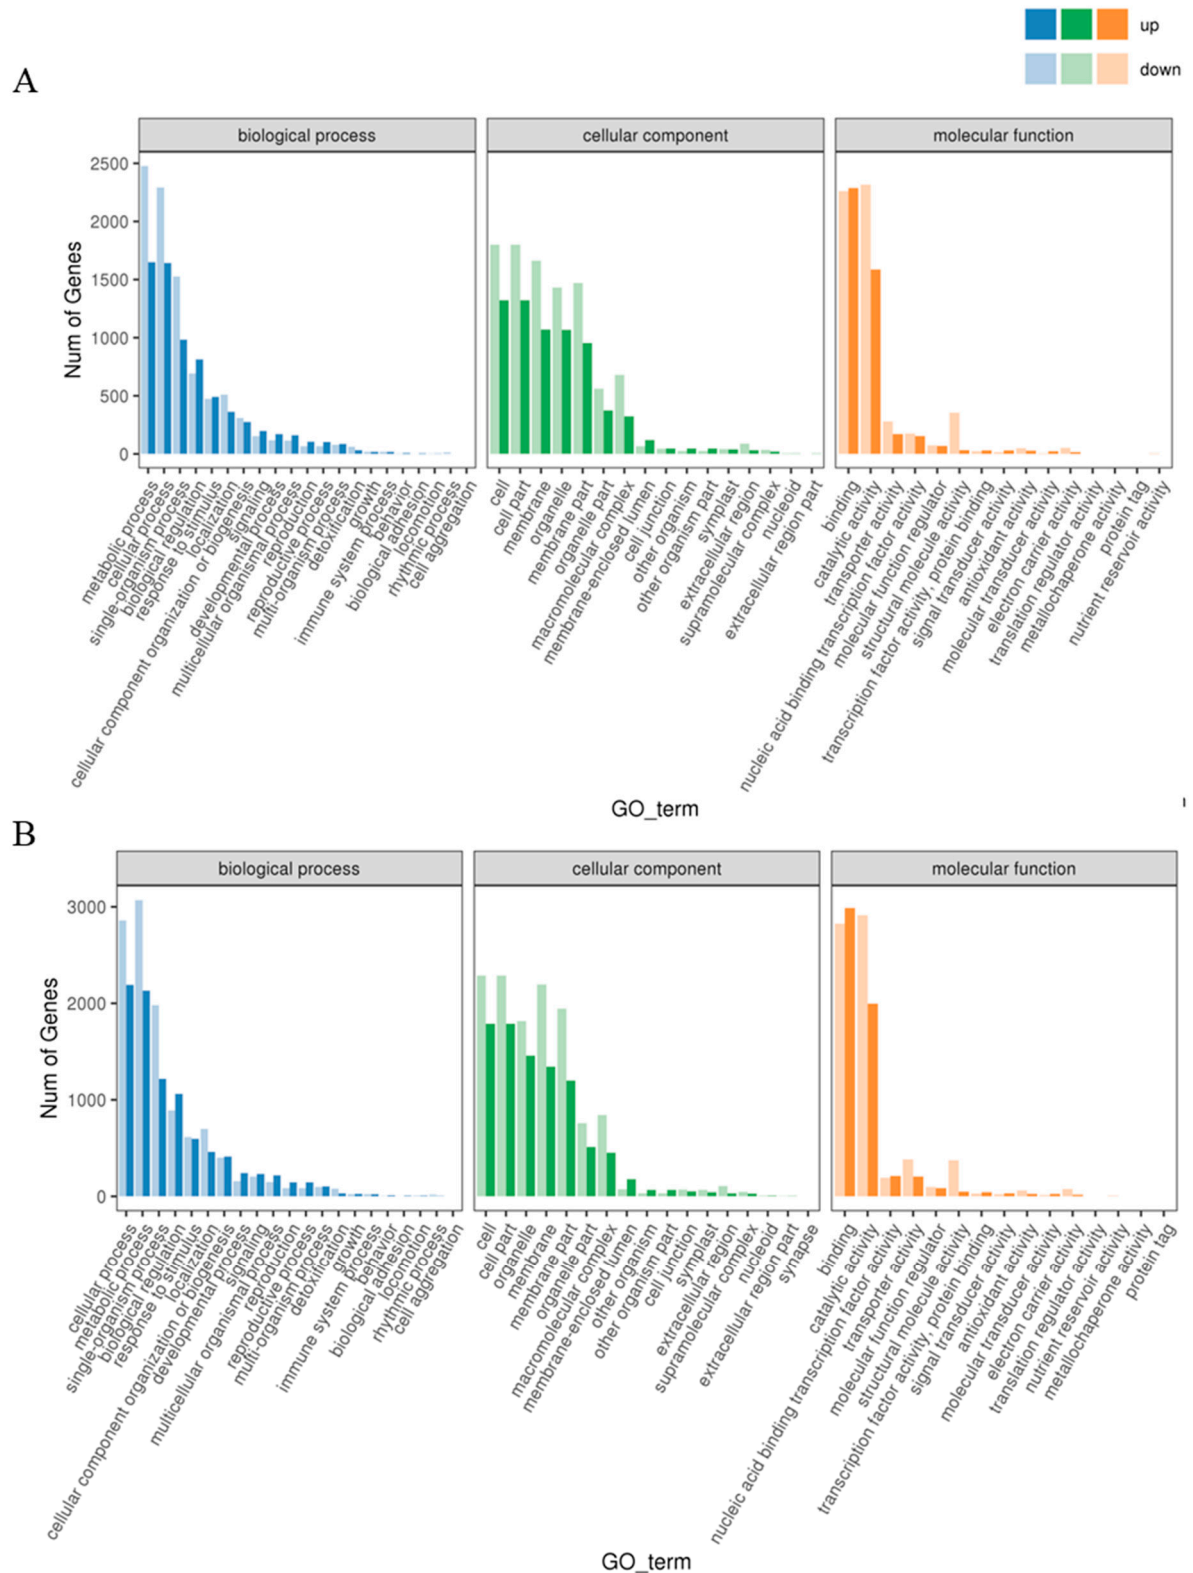 up
down
A
biological process
cellular component
molecular function
Num of Genes
2500
2000
1500
1000
500
0
metabolic process
cellular process
single-organism process
biological regulation
response to stimulus
localization
cellular component organization or biogenesis
signaling
developmental process
multicellular organismal process
reproduction
reproductive process
multi-organism process
detoxification
growth
immune system process
behavior
biological adhesion
locomotion
rhythmic process
cell aggregation
cell
cell part
membrane
organelle
membrane part
organelle part
macromolecular complex
membrane-enclosed lumen
cell junction
other organism
other organism part
symplast
extracellular region
supramolecular complex
nucleoid
extracellular region part
binding
catalytic activity
transporter activity
nucleic acid binding transcription factor activity
molecular function regulator
structural molecule activity
transcription factor activity, protein binding
signal transducer activity
antioxidant activity
molecular transducer activity
electron carrier activity
translation regulator activity
metallochaperone activity
protein tag
nutrient reservoir activity
GO_term
B
biological process
cellular component
molecular function
Num of Genes
3000
2000
1000
0
cellular process
metabolic process
single-organism process
biological regulation
response to stimulus
localization
cellular component organization or biogenesis
developmental process
signaling
multicellular organismal process
reproduction
reproductive process
multi-organism process
detoxification
growth
immune system process
behavior
biological adhesion
locomotion
rhythmic process
cell aggregation
cell
cell part
organelle
membrane
membrane part
organelle part
macromolecular complex
membrane-enclosed lumen
other organism
other organism part
cell junction
symplast
extracellular region
supramolecular complex
nucleoid
extracellular region part
synapse
binding
catalytic activity
nucleic acid binding transcription factor activity
transporter activity
molecular function regulator
structural molecule activity
transcription factor activity, protein binding
signal transducer activity
antioxidant activity
molecular transducer activity
electron carrier activity
translation regulator activity
nutrient reservoir activity
metallochaperone activity
protein tag
GO_term